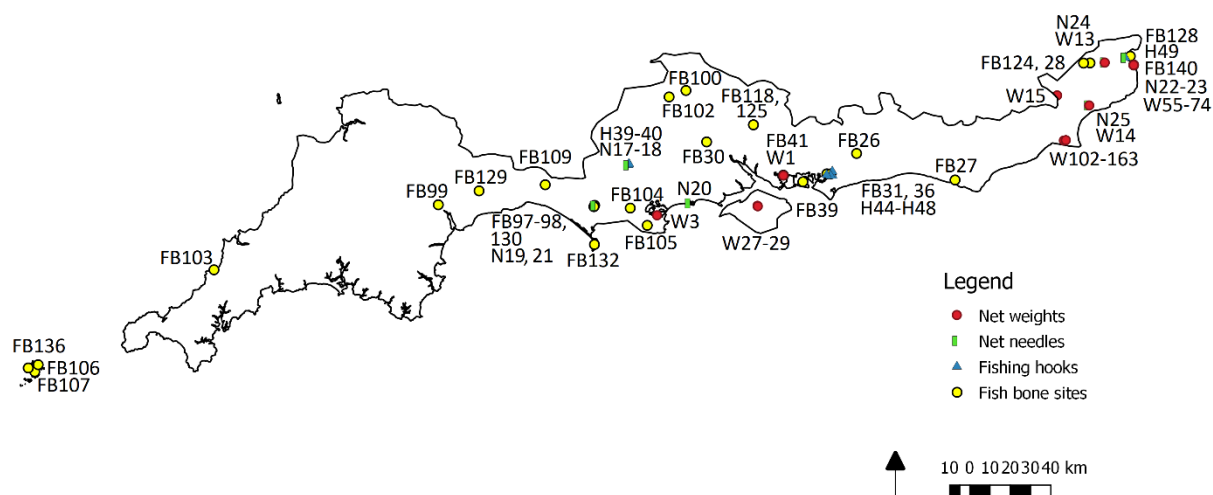 N24
W13
FB128
H49
FB124, 28
FB140
N22-23
W55-74
W15
N25
W14
W102-163
FB100
FB102
FB118,
125
H39-40
N17-18
FB41
W1
FB26
FB30
FB109
FB129
FB99
FB104
N20
FB27
FB31, 36
H44-H48
FB39
W3
FB97-98,
130
N19, 21
FB105
FB132
W27-29
FB103
FB136
FB106
FB107
Legend
Net weights
Net needles
Fishing hooks
Fish bone sites
10 0 10 20 30 40 km